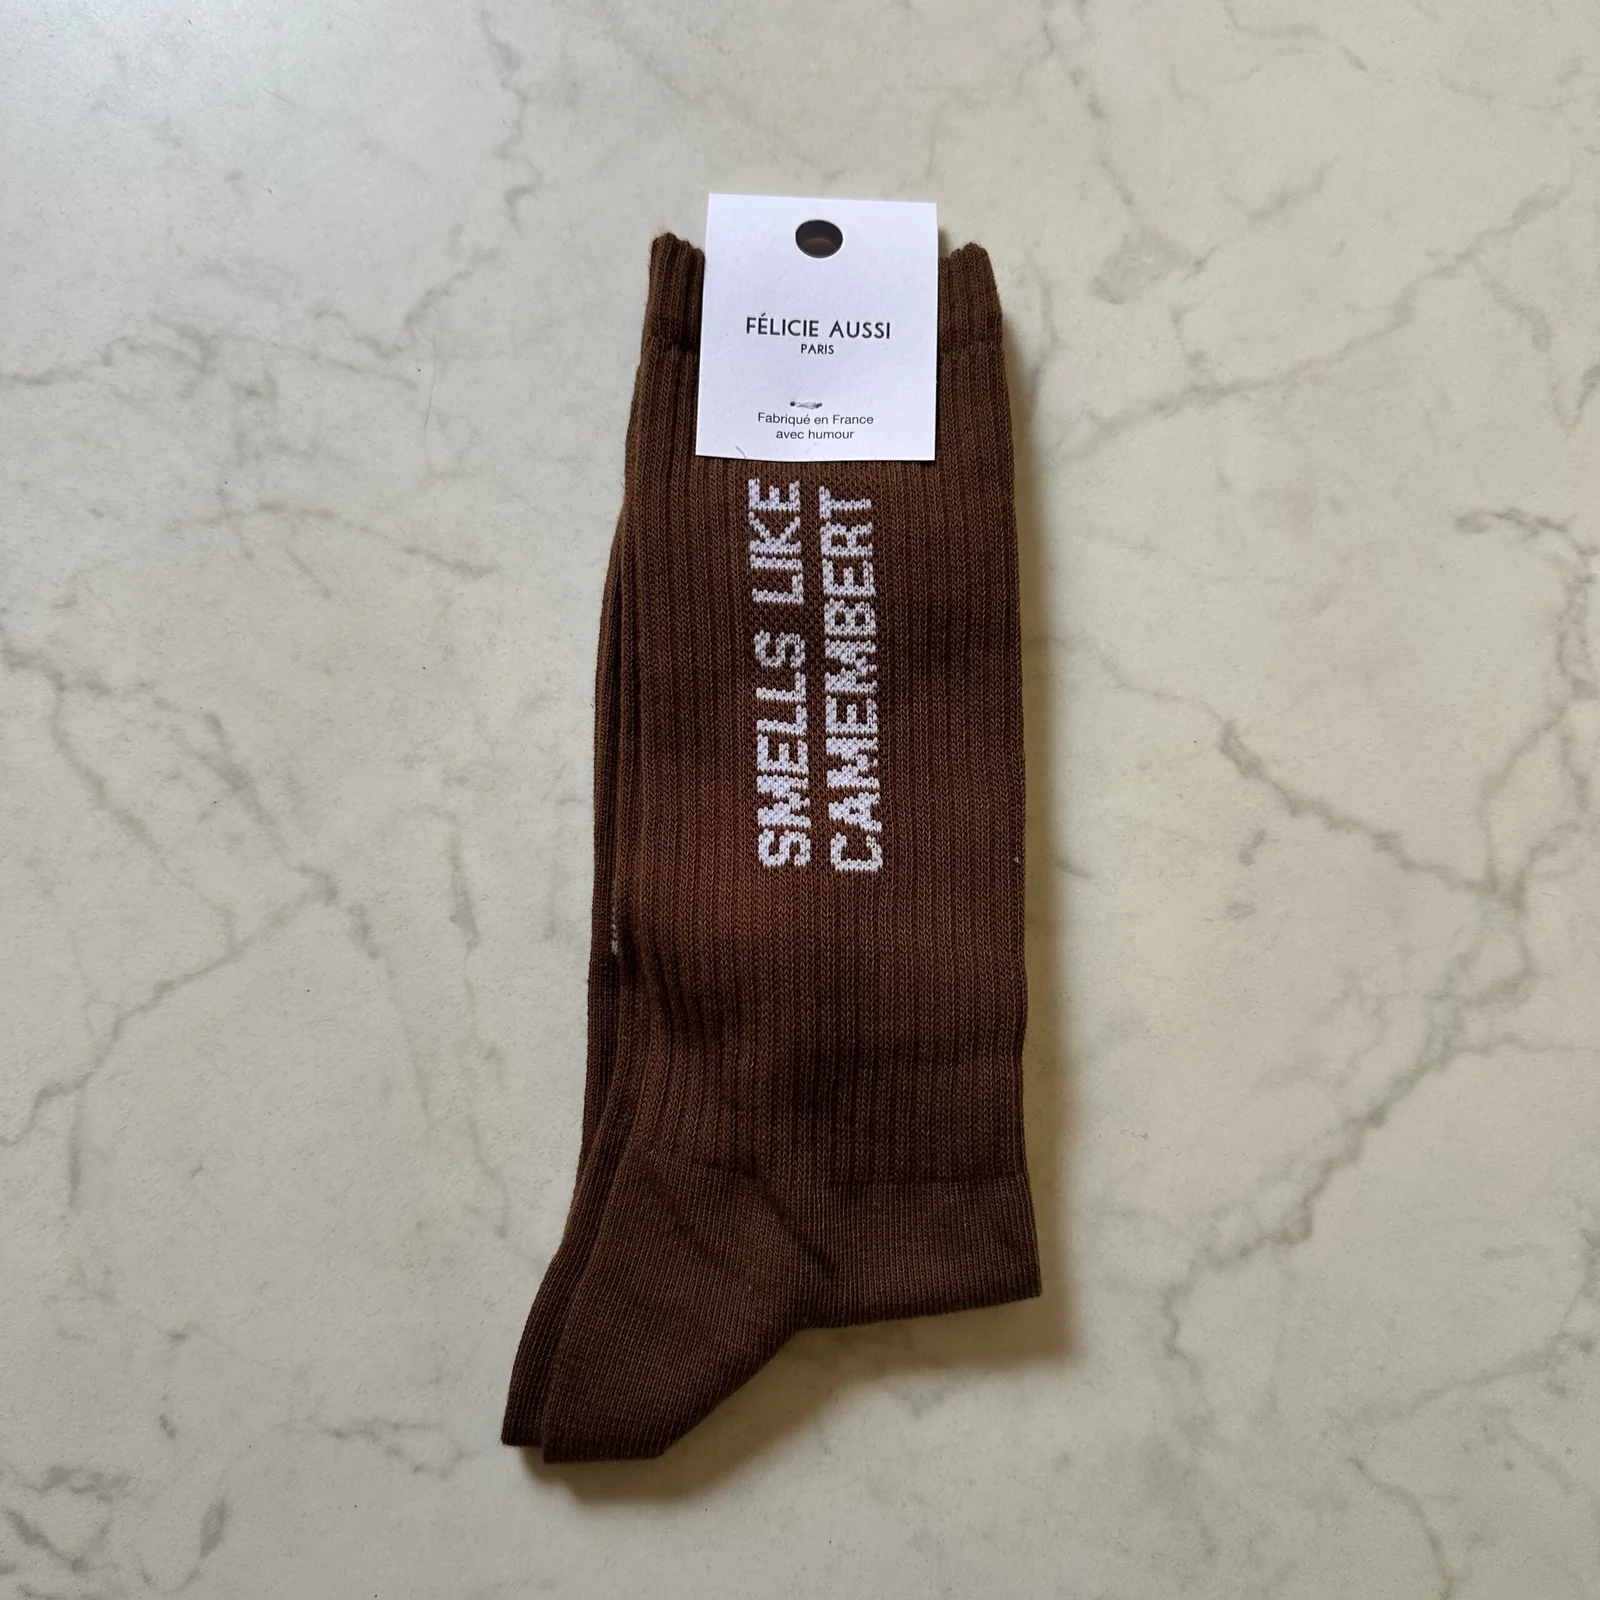 FÉLICIE AUSSI
PARIS
Fabriqué en France
avec humour
SMELLS LIKE
CAMEMBERT